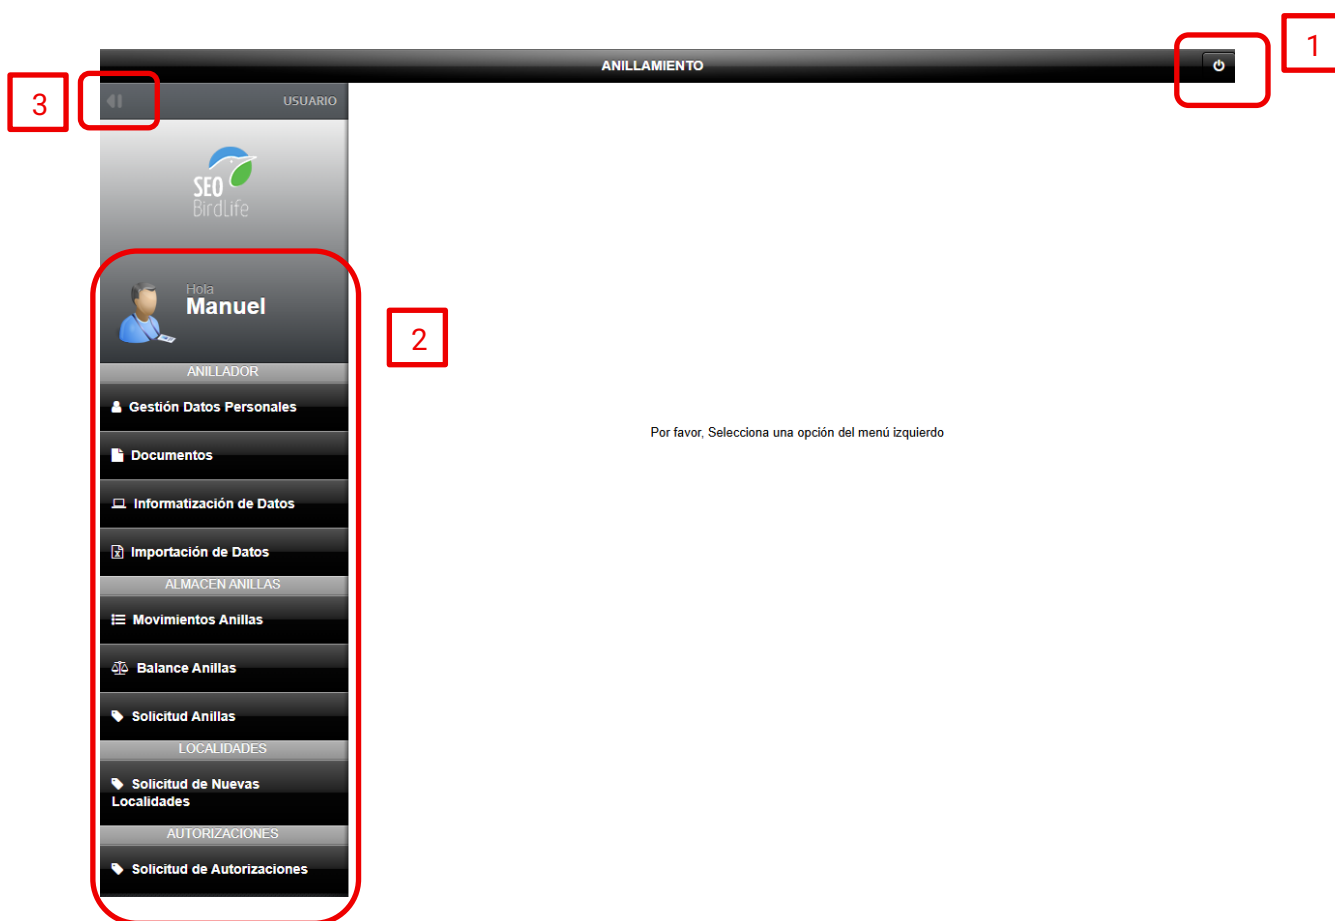 1
ANILLAMIENTO
3
USUARIO
SEO
BirdLife
Hola
Manuel
2
ANILLADOR
Gestión Datos Personales
Por favor, Selecciona una opción del menú izquierdo
Documentos
Informatización de Datos
Importación de Datos
ALMACEN ANILLAS
Movimientos Anillas
Balance Anillas
Solicitud Anillas
LOCALIDADES
Solicitud de Nuevas
Localidades
AUTORIZACIONES
Solicitud de Autorizaciones